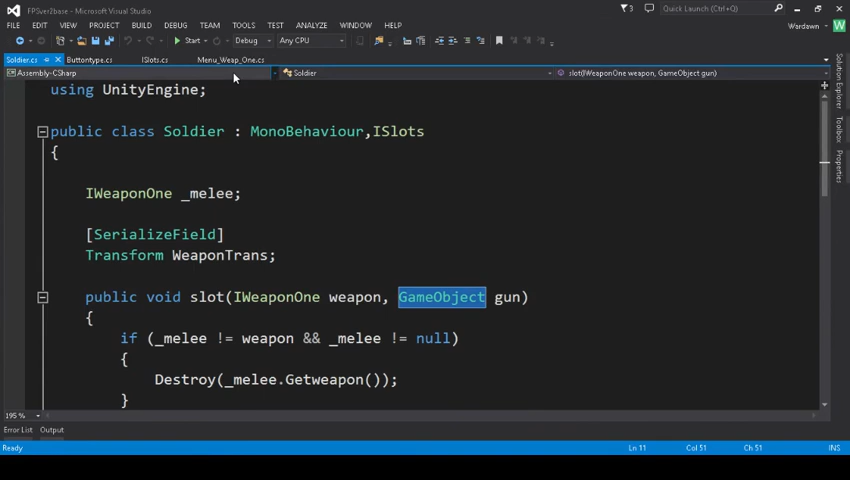 FPSver2base - Microsoft Visual Studio
3
Quick Launch (Ctrl+Q)
FILE EDIT VIEW PROJECT BUILD DEBUG TEAM TOOLS TEST ANALYZE WINDOW HELP
Wardawn
Start Debug Any CPU
Soldier.cs Buttontype.cs ISlots.cs Menu_Weap_One.cs
Assembly-CSharp Soldier slot(IWeaponOne weapon, GameObject gun)
using UnityEngine;
public class Soldier : MonoBehaviour,ISlots
{
IWeaponOne _melee;
[SerializeField]
Transform WeaponTrans;
public void slot(IWeaponOne weapon, GameObject gun)
{
if (_melee != weapon && _melee != null)
{
Destroy(_melee.Getweapon());
}
195 %
Error List Output
Ready Ln 11 Col 51 Ch 51 INS
Solution Explorer
Toolbox
Properties